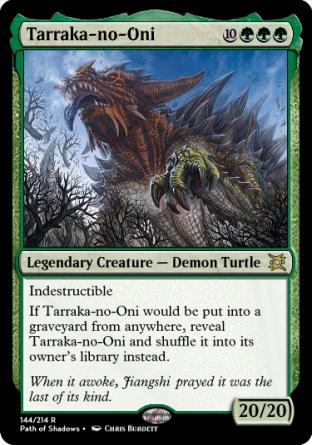 Tarraka-no-Oni 10
Legendary Creature — Demon Turtle
Indestructible
If Tarraka-no-Oni would be put into a
graveyard from anywhere, reveal
Tarraka-no-Oni and shuffle it into its
owner's library instead.
When it awoke, Jiangshi prayed it was the
last of its kind.
20/20
144/214 R
Path of Shadows • Chris Burdett